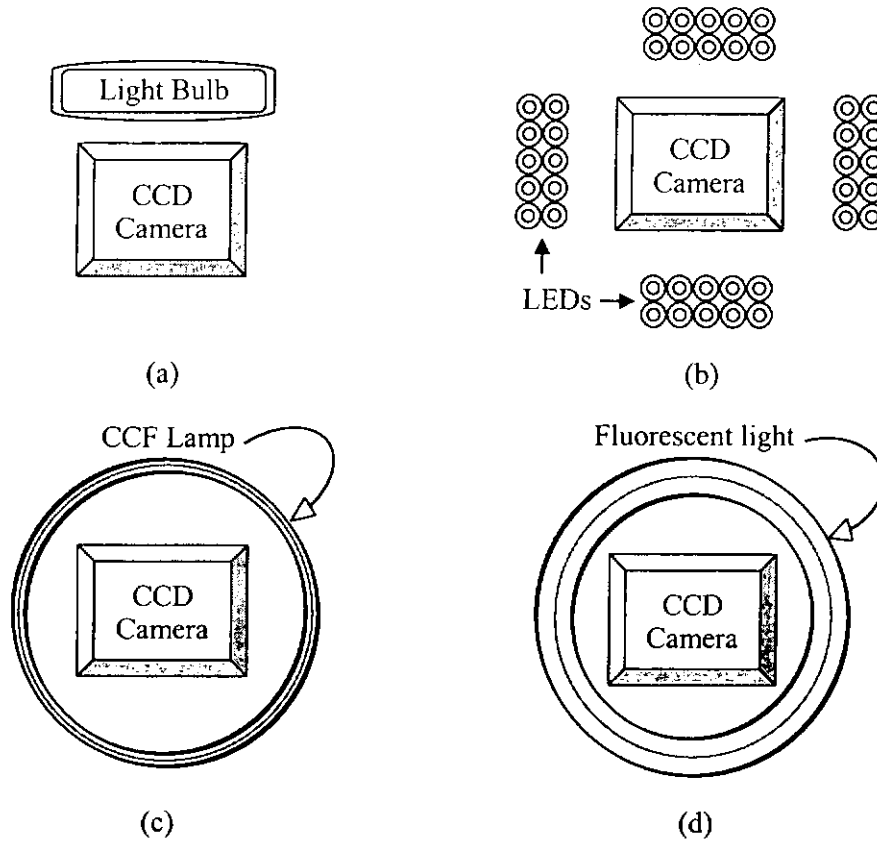 Light Bulb
CCD
Camera
(a)
CCD
Camera
LEDs
(b)
CCF Lamp
CCD
Camera
(c)
Fluorescent light
CCD
Camera
(d)